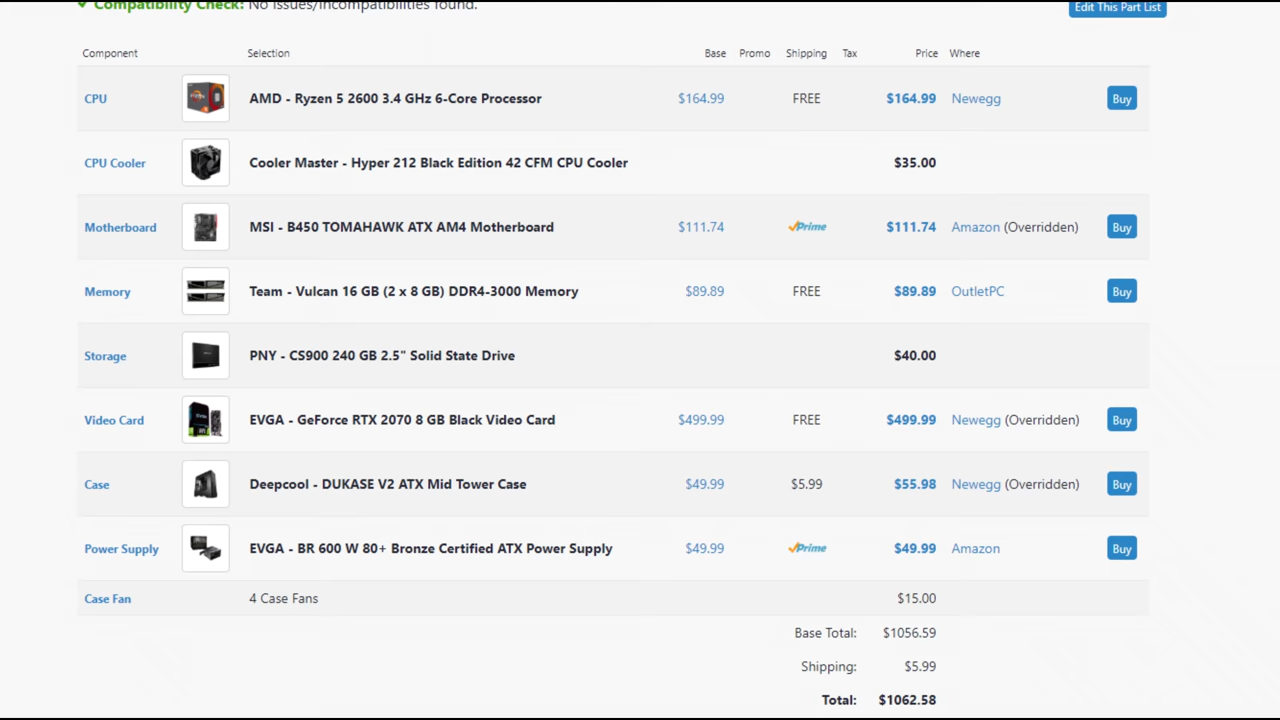 Compatibility Check: No issues/incompatibilities found.
Edit This Part List
Component Selection Base Promo Shipping Tax Price Where
CPU AMD - Ryzen 5 2600 3.4 GHz 6-Core Processor $164.99 FREE $164.99 Newegg Buy
CPU Cooler Cooler Master - Hyper 212 Black Edition 42 CFM CPU Cooler $35.00
Motherboard MSI - B450 TOMAHAWK ATX AM4 Motherboard $111.74 Prime $111.74 Amazon (Overridden) Buy
Memory Team - Vulcan 16 GB (2 x 8 GB) DDR4-3000 Memory $89.89 FREE $89.89 OutletPC Buy
Storage PNY - CS900 240 GB 2.5" Solid State Drive $40.00
Video Card EVGA - GeForce RTX 2070 8 GB Black Video Card $499.99 FREE $499.99 Newegg (Overridden) Buy
Case Deepcool - DUKASE V2 ATX Mid Tower Case $49.99 $5.99 $55.98 Newegg (Overridden) Buy
Power Supply EVGA - BR 600 W 80+ Bronze Certified ATX Power Supply $49.99 Prime $49.99 Amazon Buy
Case Fan 4 Case Fans $15.00
Base Total: $1056.59
Shipping: $5.99
Total: $1062.58